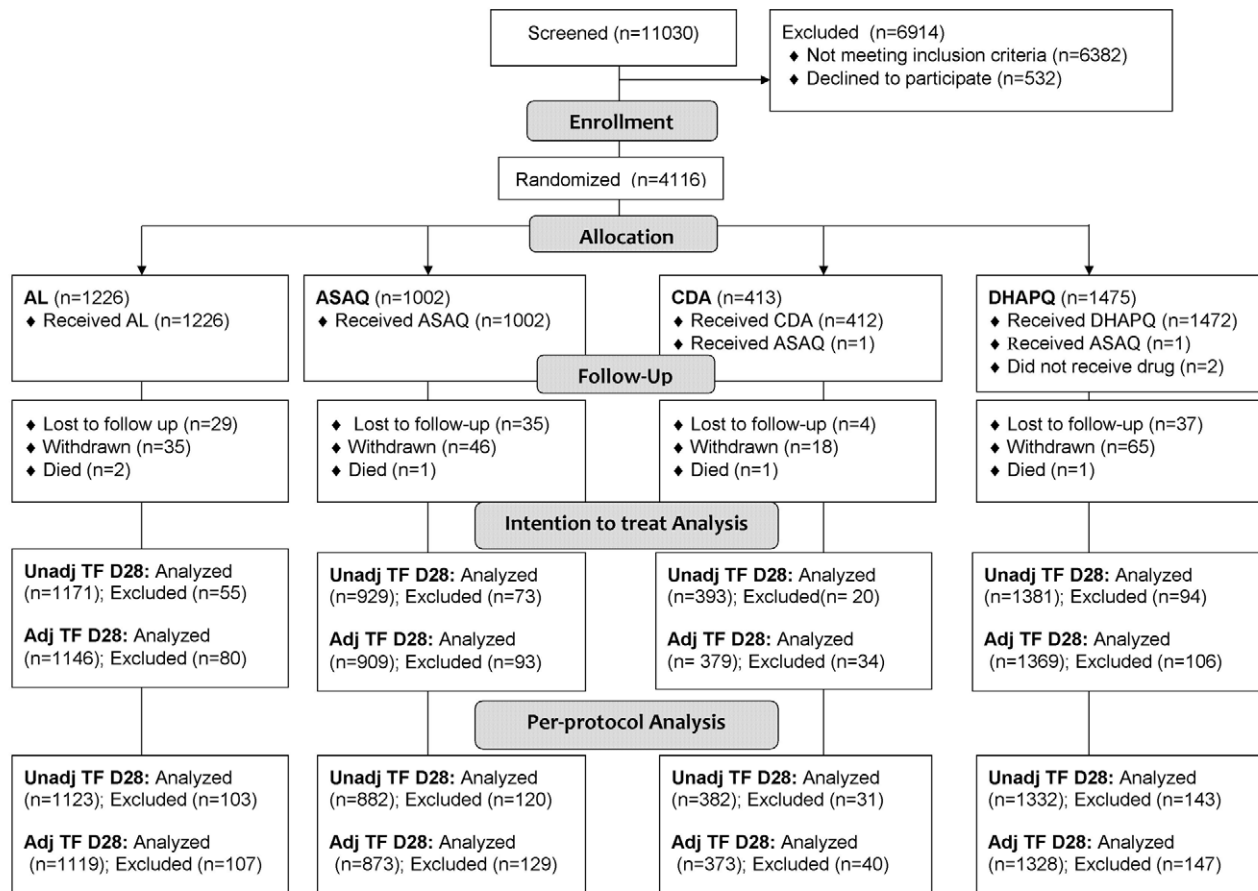 Screened (n=11030)
Excluded (n=6914)
♦ Not meeting inclusion criteria (n=6382)
♦ Declined to participate (n=532)
Enrollment
Randomized (n=4116)
Allocation
AL (n=1226)
♦ Received AL (n=1226)
ASAQ (n=1002)
♦ Received ASAQ (n=1002)
CDA (n=413)
♦ Received CDA (n=412)
♦ Received ASAQ (n=1)
DHAPQ (n=1475)
♦ Received DHAPQ (n=1472)
♦ Received ASAQ (n=1)
♦ Did not receive drug (n=2)
Follow-Up
♦ Lost to follow up (n=29)
♦ Withdrawn (n=35)
♦ Died (n=2)
♦ Lost to follow-up (n=35)
♦ Withdrawn (n=46)
♦ Died (n=1)
♦ Lost to follow-up (n=4)
♦ Withdrawn (n=18)
♦ Died (n=1)
♦ Lost to follow-up (n=37)
♦ Withdrawn (n=65)
♦ Died (n=1)
Intention to treat Analysis
Unadj TF D28: Analyzed
(n=1171); Excluded (n=55)
Adj TF D28: Analyzed
(n=1146); Excluded (n=80)
Unadj TF D28: Analyzed
(n=929); Excluded (n=73)
Adj TF D28: Analyzed
(n=909); Excluded (n=93)
Unadj TF D28: Analyzed
(n=393); Excluded(n= 20)
Adj TF D28: Analyzed
(n= 379); Excluded (n=34)
Unadj TF D28: Analyzed
(n=1381); Excluded (n=94)
Adj TF D28: Analyzed
(n=1369); Excluded (n=106)
Per-protocol Analysis
Unadj TF D28: Analyzed
(n=1123); Excluded (n=103)
Adj TF D28: Analyzed
(n=1119); Excluded (n=107)
Unadj TF D28: Analyzed
(n=882); Excluded (n=120)
Adj TF D28: Analyzed
(n=873); Excluded (n=129)
Unadj TF D28: Analyzed
(n=382); Excluded (n=31)
Adj TF D28: Analyzed
(n=373); Excluded (n=40)
Unadj TF D28: Analyzed
(n=1332); Excluded (n=143)
Adj TF D28: Analyzed
(n=1328); Excluded (n=147)